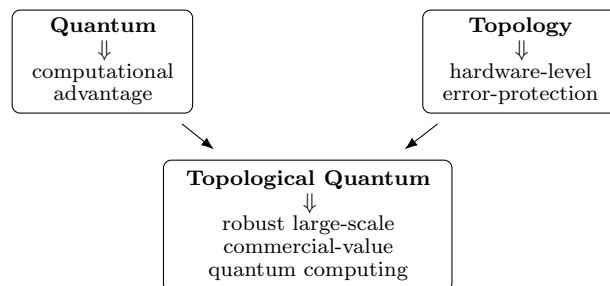 Quantum
⇓
computational
advantage
Topology
⇓
hardware-level
error-protection
Topological Quantum
⇓
robust large-scale
commercial-value
quantum computing